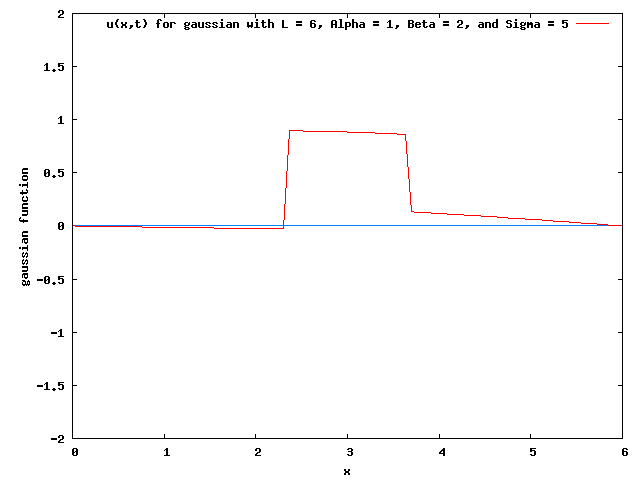 u(x,t) for gaussian with L = 6, Alpha = 1, Beta = 2, and Sigma = 5
2
1.5
1
0.5
0
-0.5
-1
-1.5
-2
gaussian function
0 1 2 3 4 5 6
x